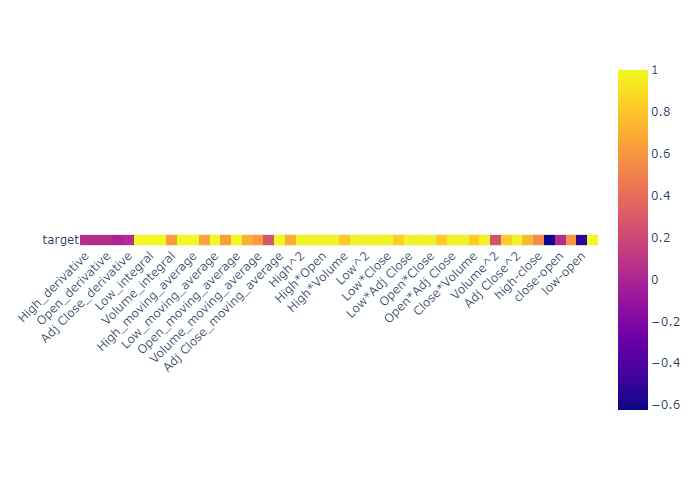 target
High_derivative
Open_derivative
Adj Close_derivative
Low_integral
Volume_integral
High_moving_average
Low_moving_average
Open_moving_average
Volume_moving_average
Adj Close_moving_average
High^2
High*Open
High*Volume
Low^2
Low*Close
Low*Adj Close
Open*Close
Open*Adj Close
Close*Volume
Volume^2
Adj Close^2
high-close
close-open
low-open
1
0.8
0.6
0.4
0.2
0
−0.2
−0.4
−0.6